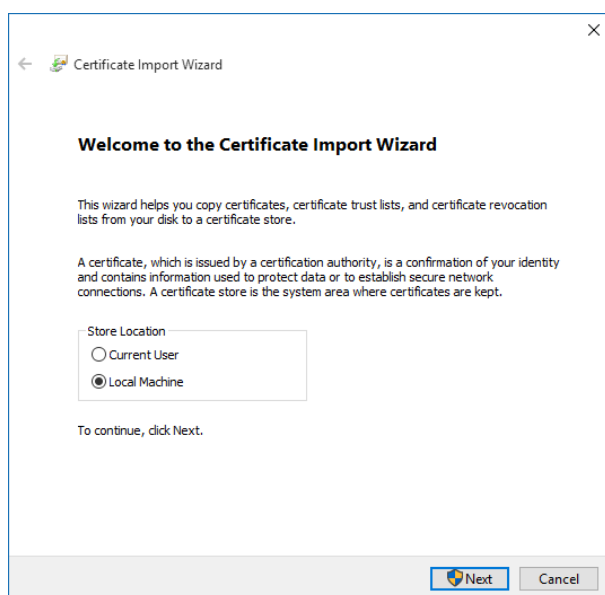 Certificate Import Wizard
Welcome to the Certificate Import Wizard
This wizard helps you copy certificates, certificate trust lists, and certificate revocation
lists from your disk to a certificate store.
A certificate, which is issued by a certification authority, is a confirmation of your identity
and contains information used to protect data or to establish secure network
connections. A certificate store is the system area where certificates are kept.
Store Location
Current User
Local Machine
To continue, click Next.
Next Cancel